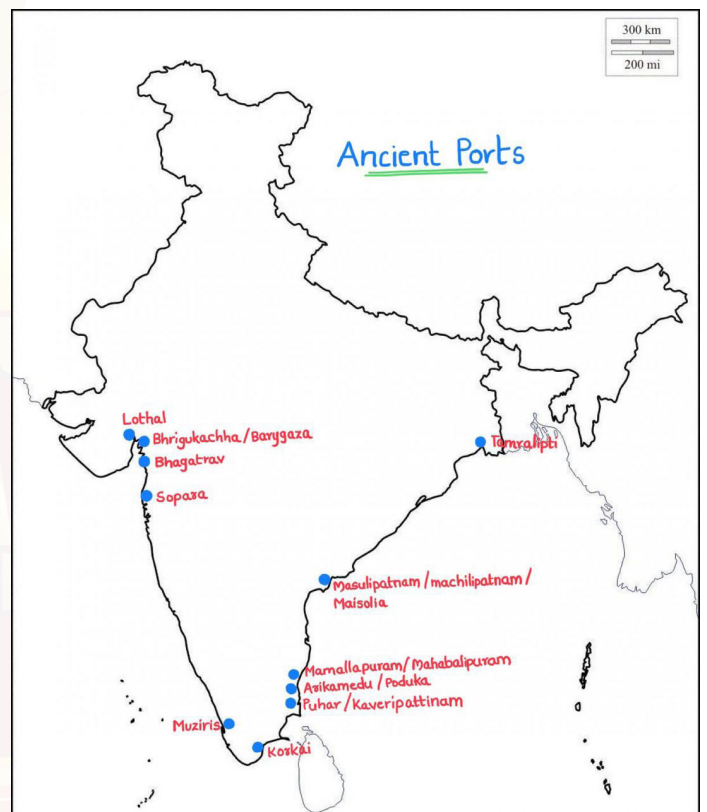 300 km
200 mi
Ancient Ports
Lothal
Bhrigukachha/Barygaza
Bhagatrav
Sopara
Tamralipti
Masulipatnam/machilipatnam/
Maisolia
Mamallapuram/Mahabalipuram
Arikamedu/Poduka
Puhar/Kaveripattinam
Muziris
Korkai